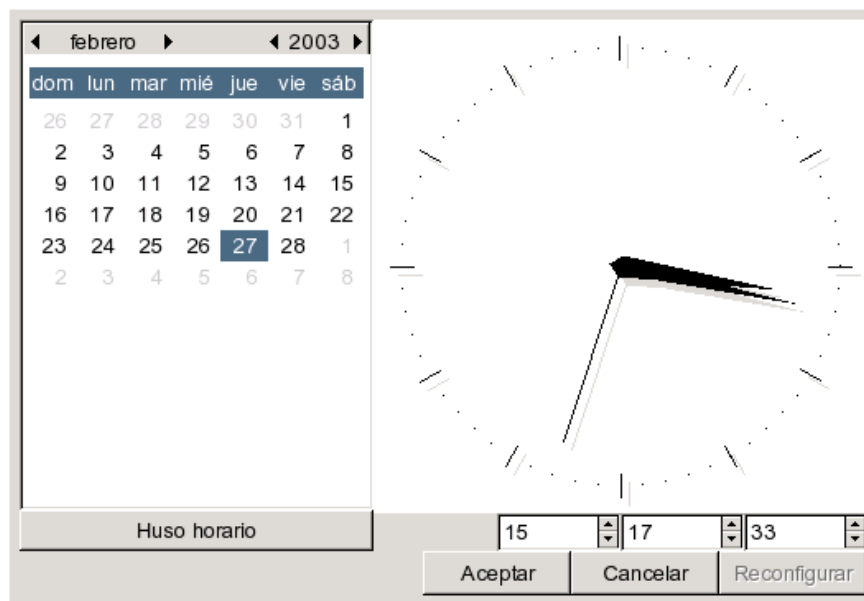 febrero 2003
dom lun mar mié jue vie sáb
26 27 28 29 30 31 1
2 3 4 5 6 7 8
9 10 11 12 13 14 15
16 17 18 19 20 21 22
23 24 25 26 27 28 1
2 3 4 5 6 7 8
Huso horario
15 17 33
Aceptar Cancelar Reconfigurar